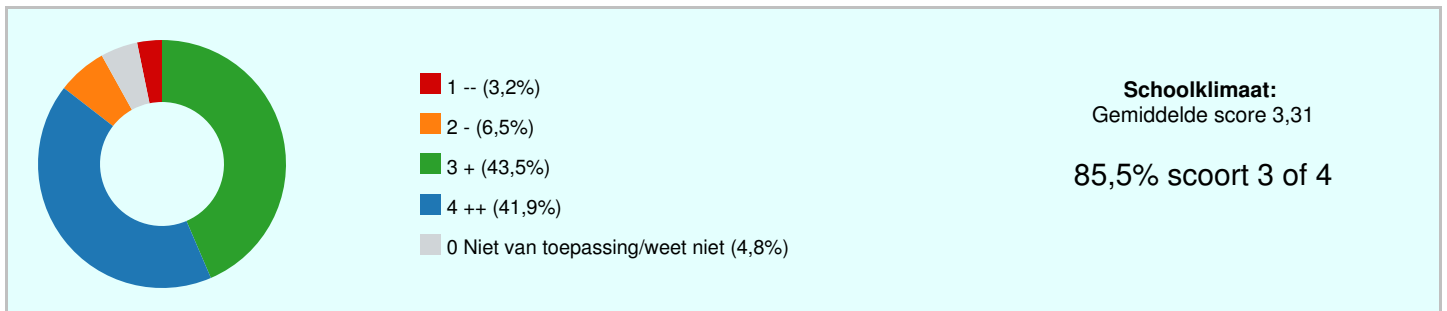 1 -- (3,2%)
2 - (6,5%)
3 + (43,5%)
4 ++ (41,9%)
0 Niet van toepassing/weet niet (4,8%)
Schoolklimaat:
Gemiddelde score 3,31
85,5% scoort 3 of 4